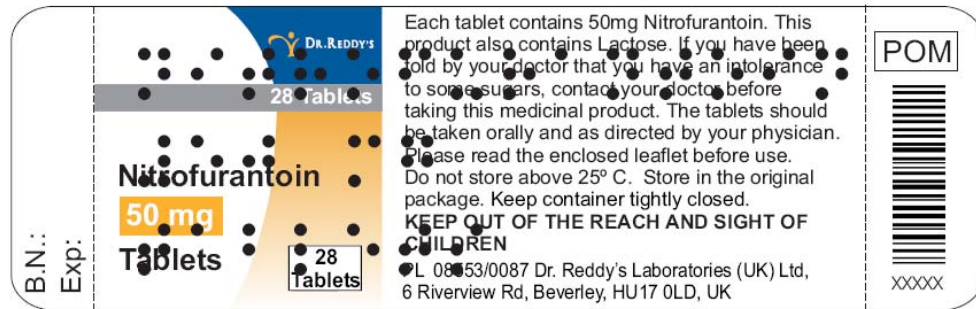 B.N.:
Exp:
DR.REDDY'S
28 Tablets
Nitrofurantoin
50 mg
Tablets
28
Tablets
Each tablet contains 50mg Nitrofurantoin. This
product also contains Lactose. If you have been
told by your doctor that you have an intolerance
to some sugars, contact your doctor before
taking this medicinal product. The tablets should
be taken orally and as directed by your physician.
Please read the enclosed leaflet before use.
Do not store above 25º C. Store in the original
package. Keep container tightly closed.
KEEP OUT OF THE REACH AND SIGHT OF
CHILDREN
PL 08553/0087 Dr. Reddy's Laboratories (UK) Ltd,
6 Riverview Rd, Beverley, HU17 0LD, UK
POM
XXXXX